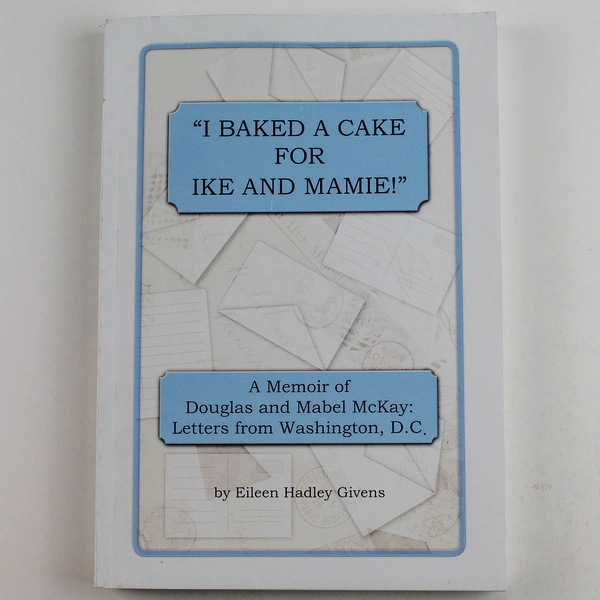 “I BAKED A CAKE
FOR
IKE AND MAMIE!”
A Memoir of
Douglas and Mabel McKay:
Letters from Washington, D.C.
by Eileen Hadley Givens